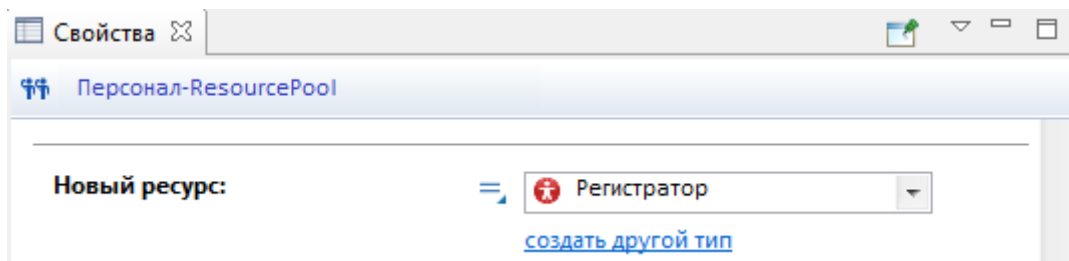 Свойства
Персонал-ResourcePool
Новый ресурс: Регистратор
создать другой тип